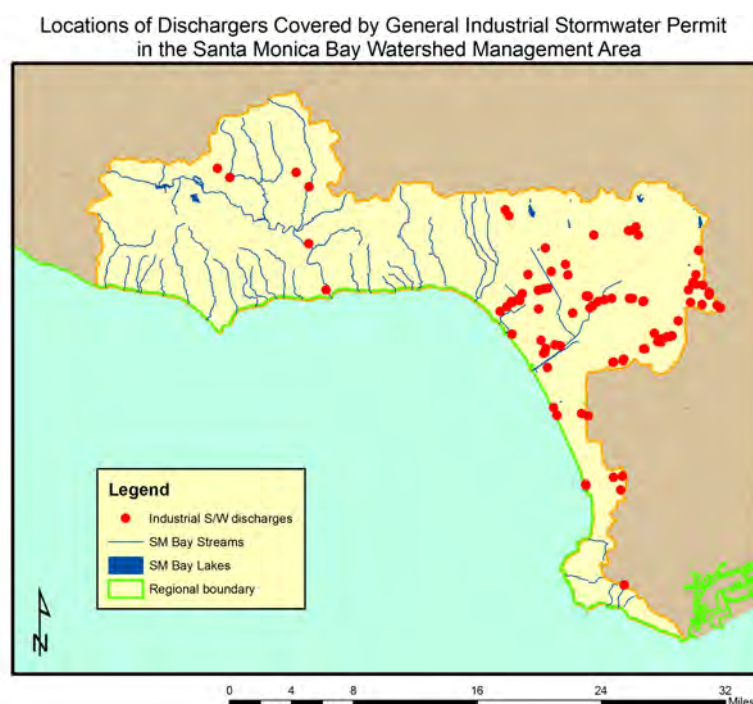 Locations of Dischargers Covered by General Industrial Stormwater Permit
in the Santa Monica Bay Watershed Management Area
Legend
Industrial S/W discharges
SM Bay Streams
SM Bay Lakes
Regional boundary
N
0 4 8 16 24 32
Miles